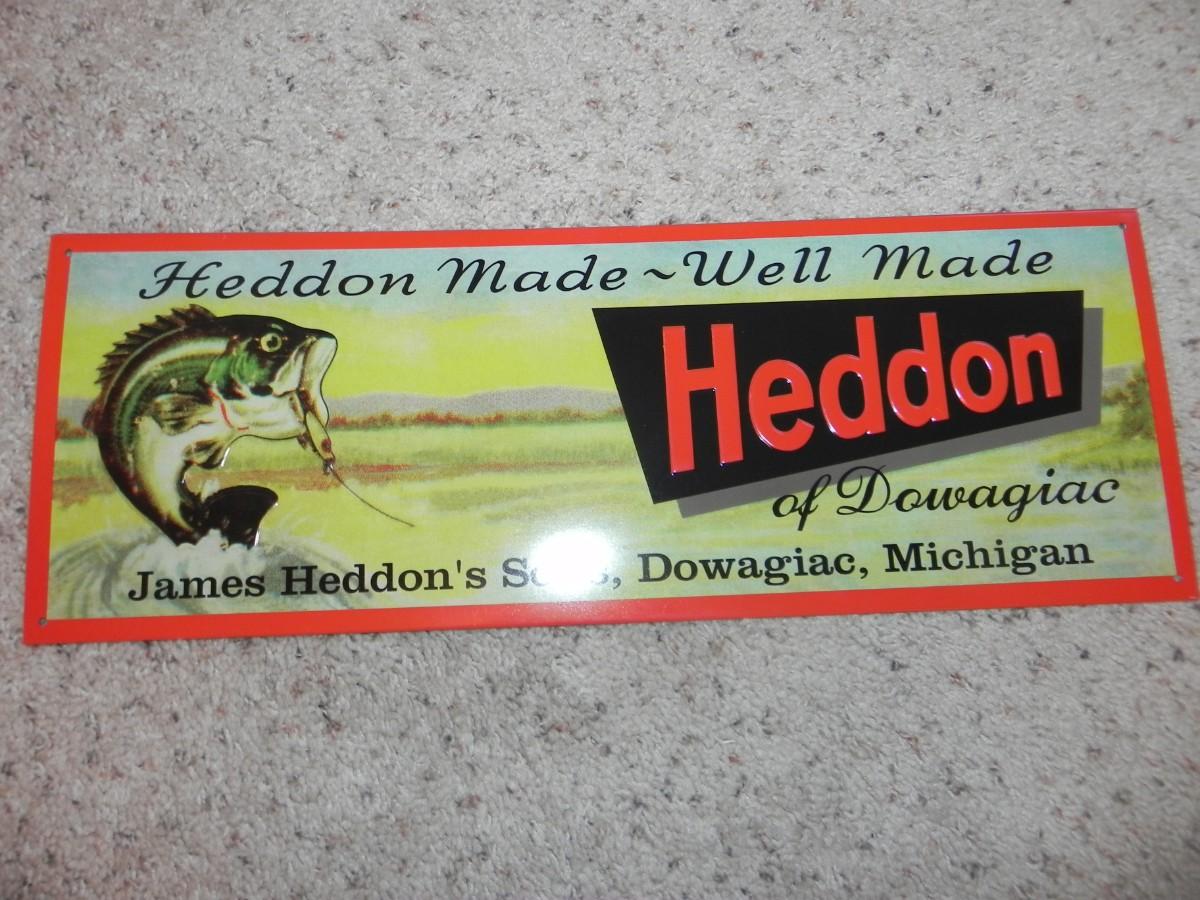 Heddon Made ~ Well Made
Heddon
of Dowagiac
James Heddon's , Dowagiac, Michigan